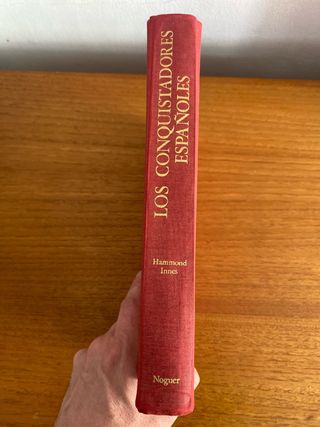 LOS CONQUISTADORES
ESPAÑOLES
Hammond
Innes
Noguer